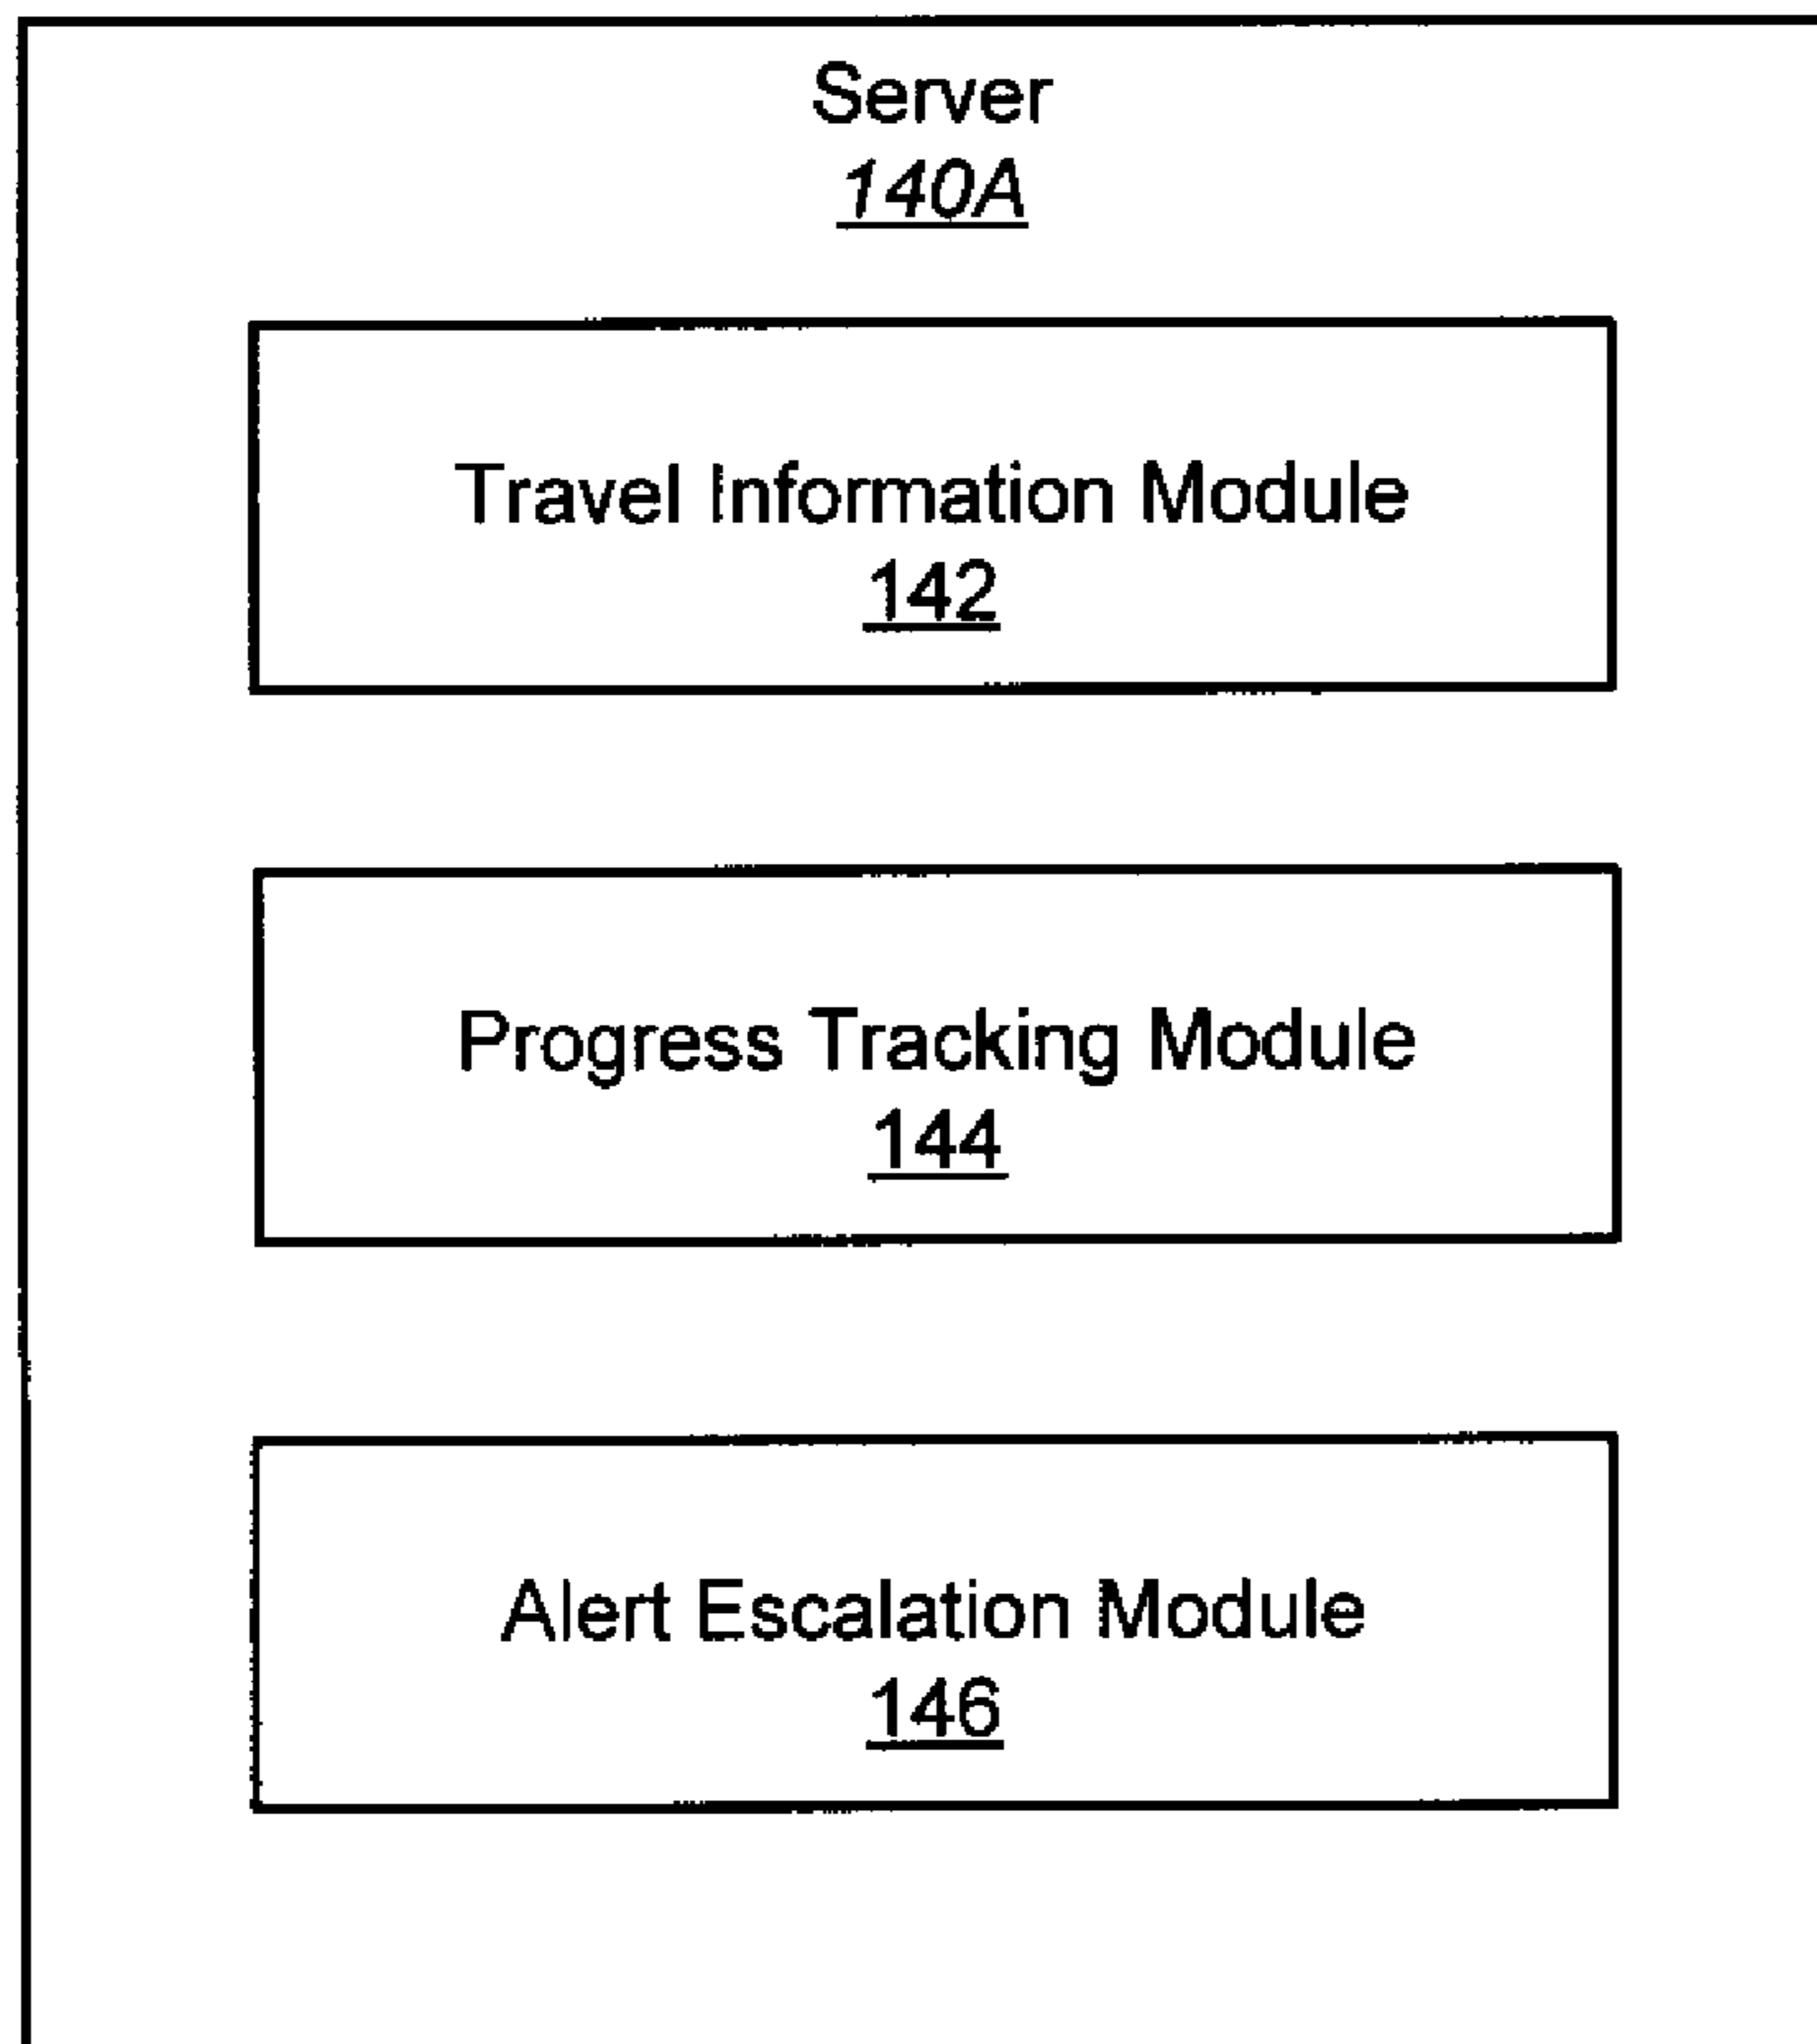 Server
140A
Travel Information Module
142
Progress Tracking Module
144
Alert Escalation Module
146